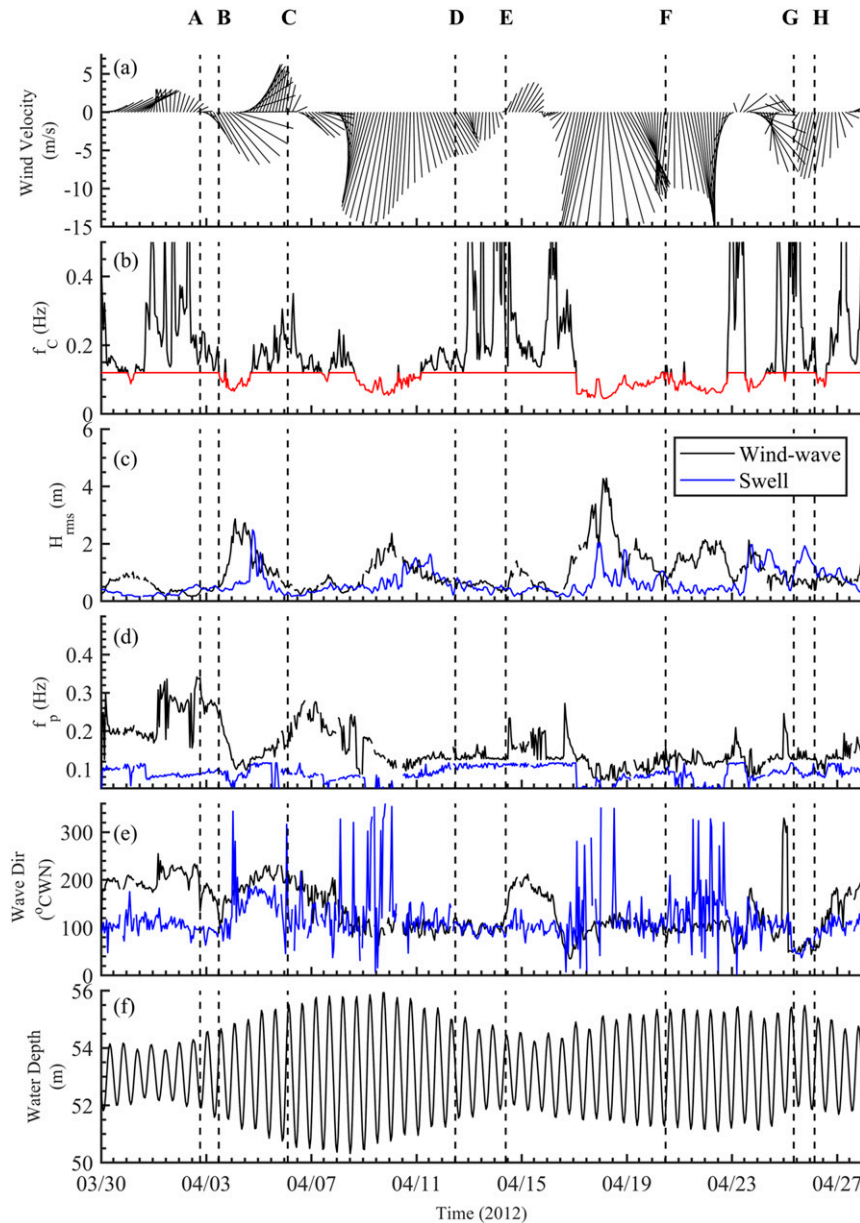 A B C D E F G H
(a)
5
0
-5
-10
-15
Wind Velocity
(m/s)
(b)
0.4
0.2
0
f_C (Hz)
(c)
6
4
2
0
H_rms (m)
Wind-wave
Swell
(d)
0.4
0.3
0.2
0.1
f_p (Hz)
(e)
300
200
100
0
Wave Dir
(°CWN)
(f)
56
54
52
50
Water Depth
(m)
03/30 04/03 04/07 04/11 04/15 04/19 04/23 04/27
Time (2012)